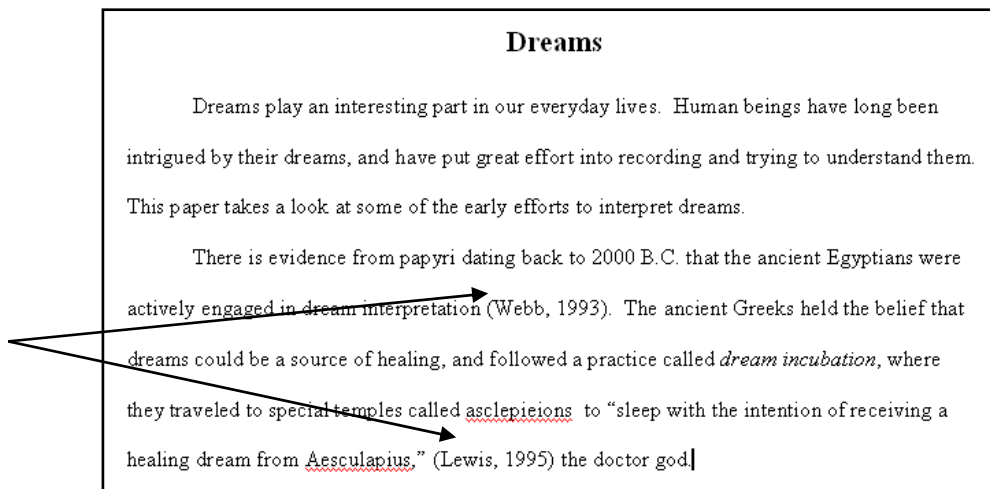 Dreams
Dreams play an interesting part in our everyday lives.  Human beings have long been
intrigued by their dreams, and have put great effort into recording and trying to understand them.
This paper takes a look at some of the early efforts to interpret dreams.
There is evidence from papyri dating back to 2000 B.C. that the ancient Egyptians were
actively engaged in dream interpretation (Webb, 1993).  The ancient Greeks held the belief that
dreams could be a source of healing, and followed a practice called dream incubation, where
they traveled to special temples called asclepieions  to “sleep with the intention of receiving a
healing dream from Aesculapius,” (Lewis, 1995) the doctor god.